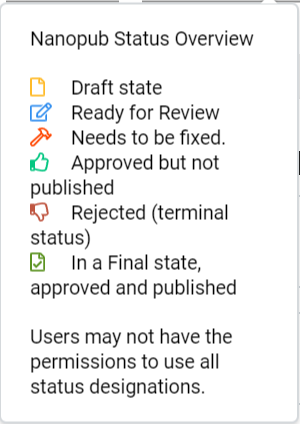 Nanopub Status Overview
Draft state
Ready for Review
Needs to be fixed.
Approved but not
published
Rejected (terminal
status)
In a Final state,
approved and published
Users may not have the
permissions to use all
status designations.